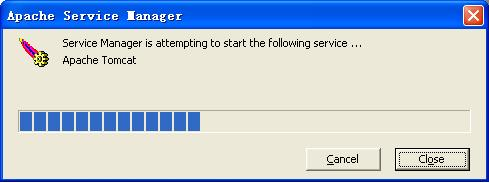 Apache Service Manager
Service Manager is attempting to start the following service ...
Apache Tomcat
Cancel
Close